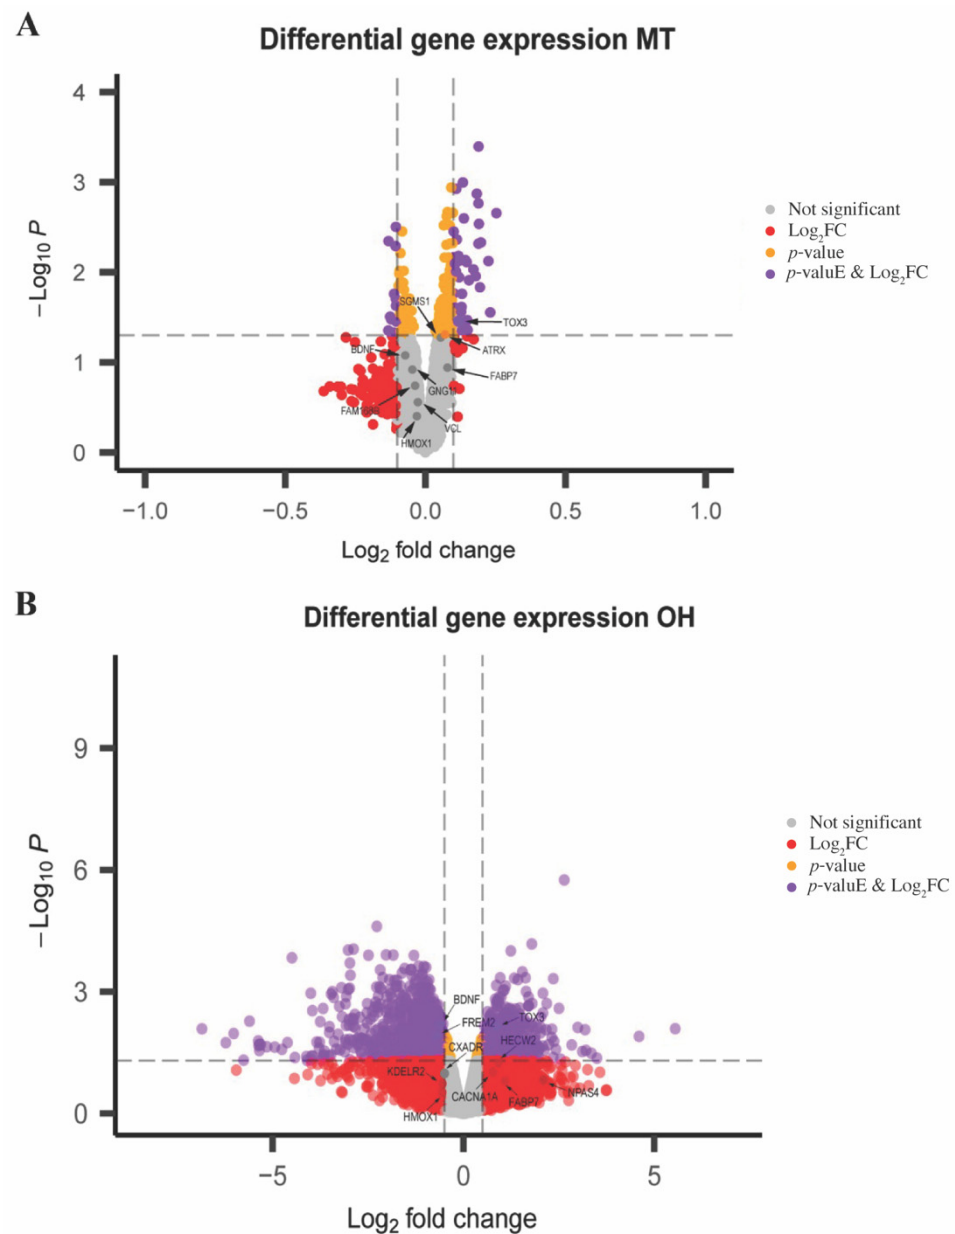 A
Differential gene expression MT
4
3
2
1
0
−Log10 P
SGMS1
TOX3
BDNF
ATRX
FABP7
GNG11
VCL
HMOX1
−1.0
−0.5
0.0
0.5
1.0
Log2 fold change
Not significant
Log2FC
p-value
p-valuE & Log2FC
B
Differential gene expression OH
9
6
3
0
−Log10 P
BDNF
FREM2
TOX3
CXADR
HECW2
KDELR2
CACNA1A
FABP7
NPAS4
HMOX1
−5
0
5
Log2 fold change
Not significant
Log2FC
p-value
p-valuE & Log2FC